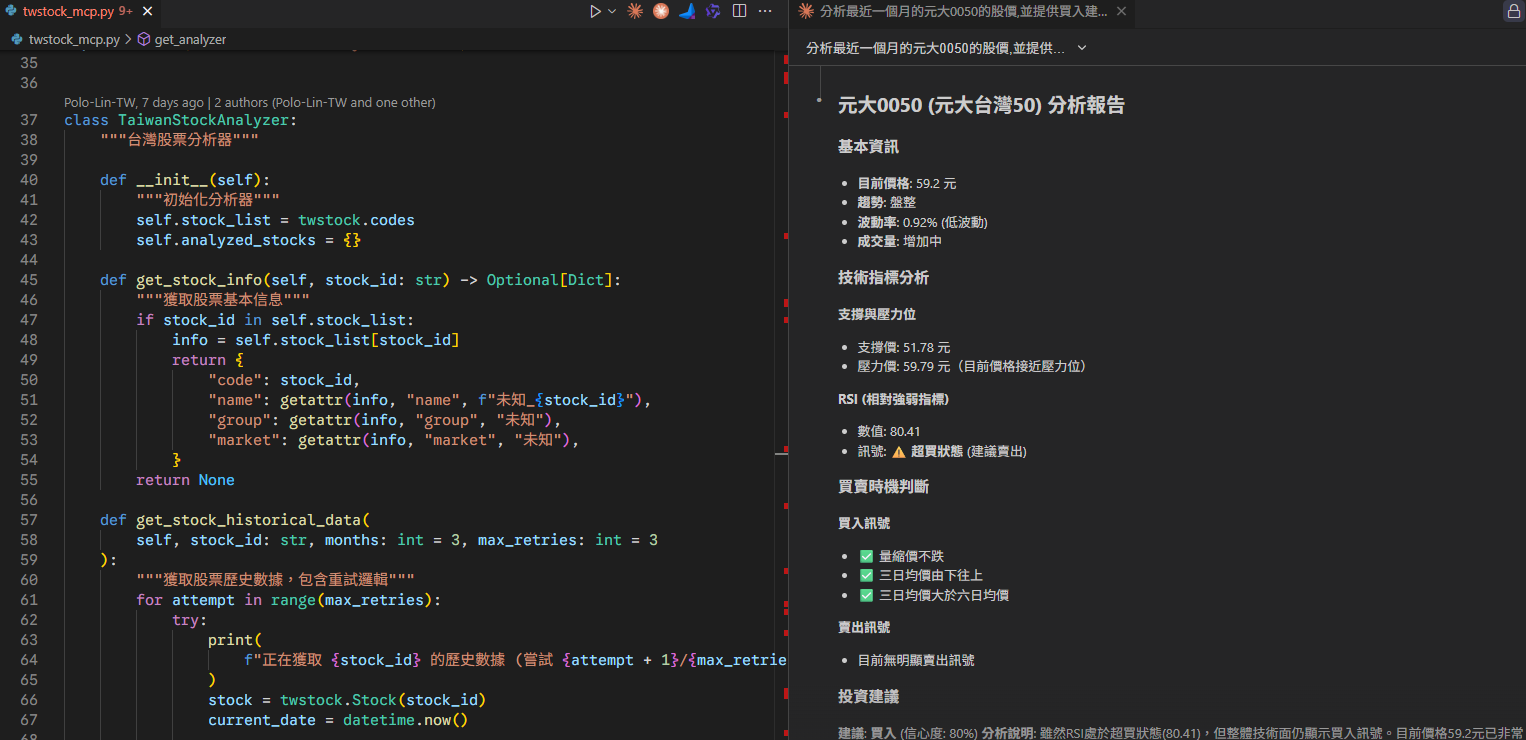 twstock_mcp.py 9+
twstock_mcp.py > get_analyzer
35
36
Polo-Lin-TW, 7 days ago | 2 authors (Polo-Lin-TW and one other)
37 class TaiwanStockAnalyzer:
38     """台灣股票分析器"""
39
40     def __init__(self):
41         """初始化分析器"""
42         self.stock_list = twstock.codes
43         self.analyzed_stocks = {}
44
45     def get_stock_info(self, stock_id: str) -> Optional[Dict]:
46         """獲取股票基本信息"""
47         if stock_id in self.stock_list:
48             info = self.stock_list[stock_id]
49             return {
50                 "code": stock_id,
51                 "name": getattr(info, "name", f"未知_{stock_id}"),
52                 "group": getattr(info, "group", "未知"),
53                 "market": getattr(info, "market", "未知"),
54             }
55         return None
56
57     def get_stock_historical_data(
58         self, stock_id: str, months: int = 3, max_retries: int = 3
59     ):
60         """獲取股票歷史數據，包含重試邏輯"""
61         for attempt in range(max_retries):
62             try:
63                 print(
64                     f"正在獲取 {stock_id} 的歷史數據 (嘗試 {attempt + 1}/{max_retrie
65                 )
66                 stock = twstock.Stock(stock_id)
67                 current_date = datetime.now()
68
分析最近一個月的元大0050的股價,並提供買入建...
分析最近一個月的元大0050的股價,並提供...
元大0050 (元大台灣50) 分析報告
基本資訊
• 目前價格: 59.2 元
• 趨勢: 盤整
• 波動率: 0.92% (低波動)
• 成交量: 增加中
技術指標分析
支撐與壓力位
• 支撐價: 51.78 元
• 壓力價: 59.79 元（目前價格接近壓力位）
RSI (相對強弱指標)
• 數值: 80.41
• 訊號: ⚠️ 超買狀態 (建議賣出)
買賣時機判斷
買入訊號
• ✅ 量縮價不跌
• ✅ 三日均價由下往上
• ✅ 三日均價大於六日均價
賣出訊號
• 目前無明顯賣出訊號
投資建議
建議: 買入 (信心度: 80%) 分析說明: 雖然RSI處於超買狀態(80.41)，但整體技術面仍顯示買入訊號。目前價格59.2元已非常